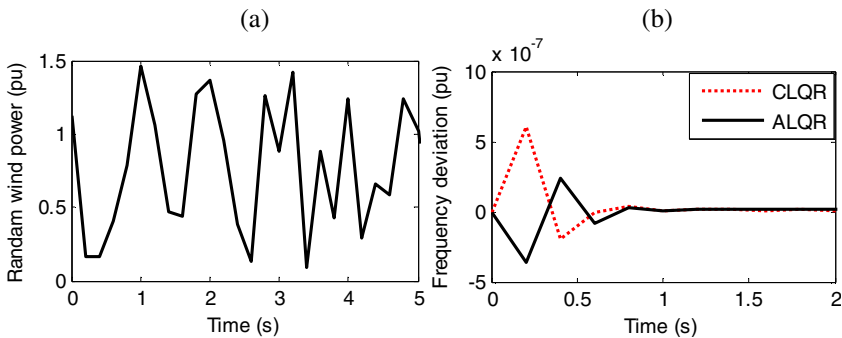 (a)
Randam wind power (pu)
1.5
1
0.5
0
0
1
2
3
4
5
Time (s)
(b)
x 10-7
Frequency deviation (pu)
10
5
0
-5
0
0.5
1
1.5
2
Time (s)
CLQR
ALQR